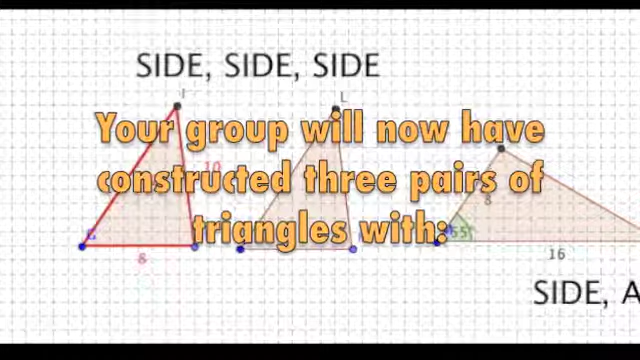 SIDE, SIDE, SIDE
L
Your group will now have
constructed three pairs of
triangles with:
10
8
G
8
55°
16
SIDE, A